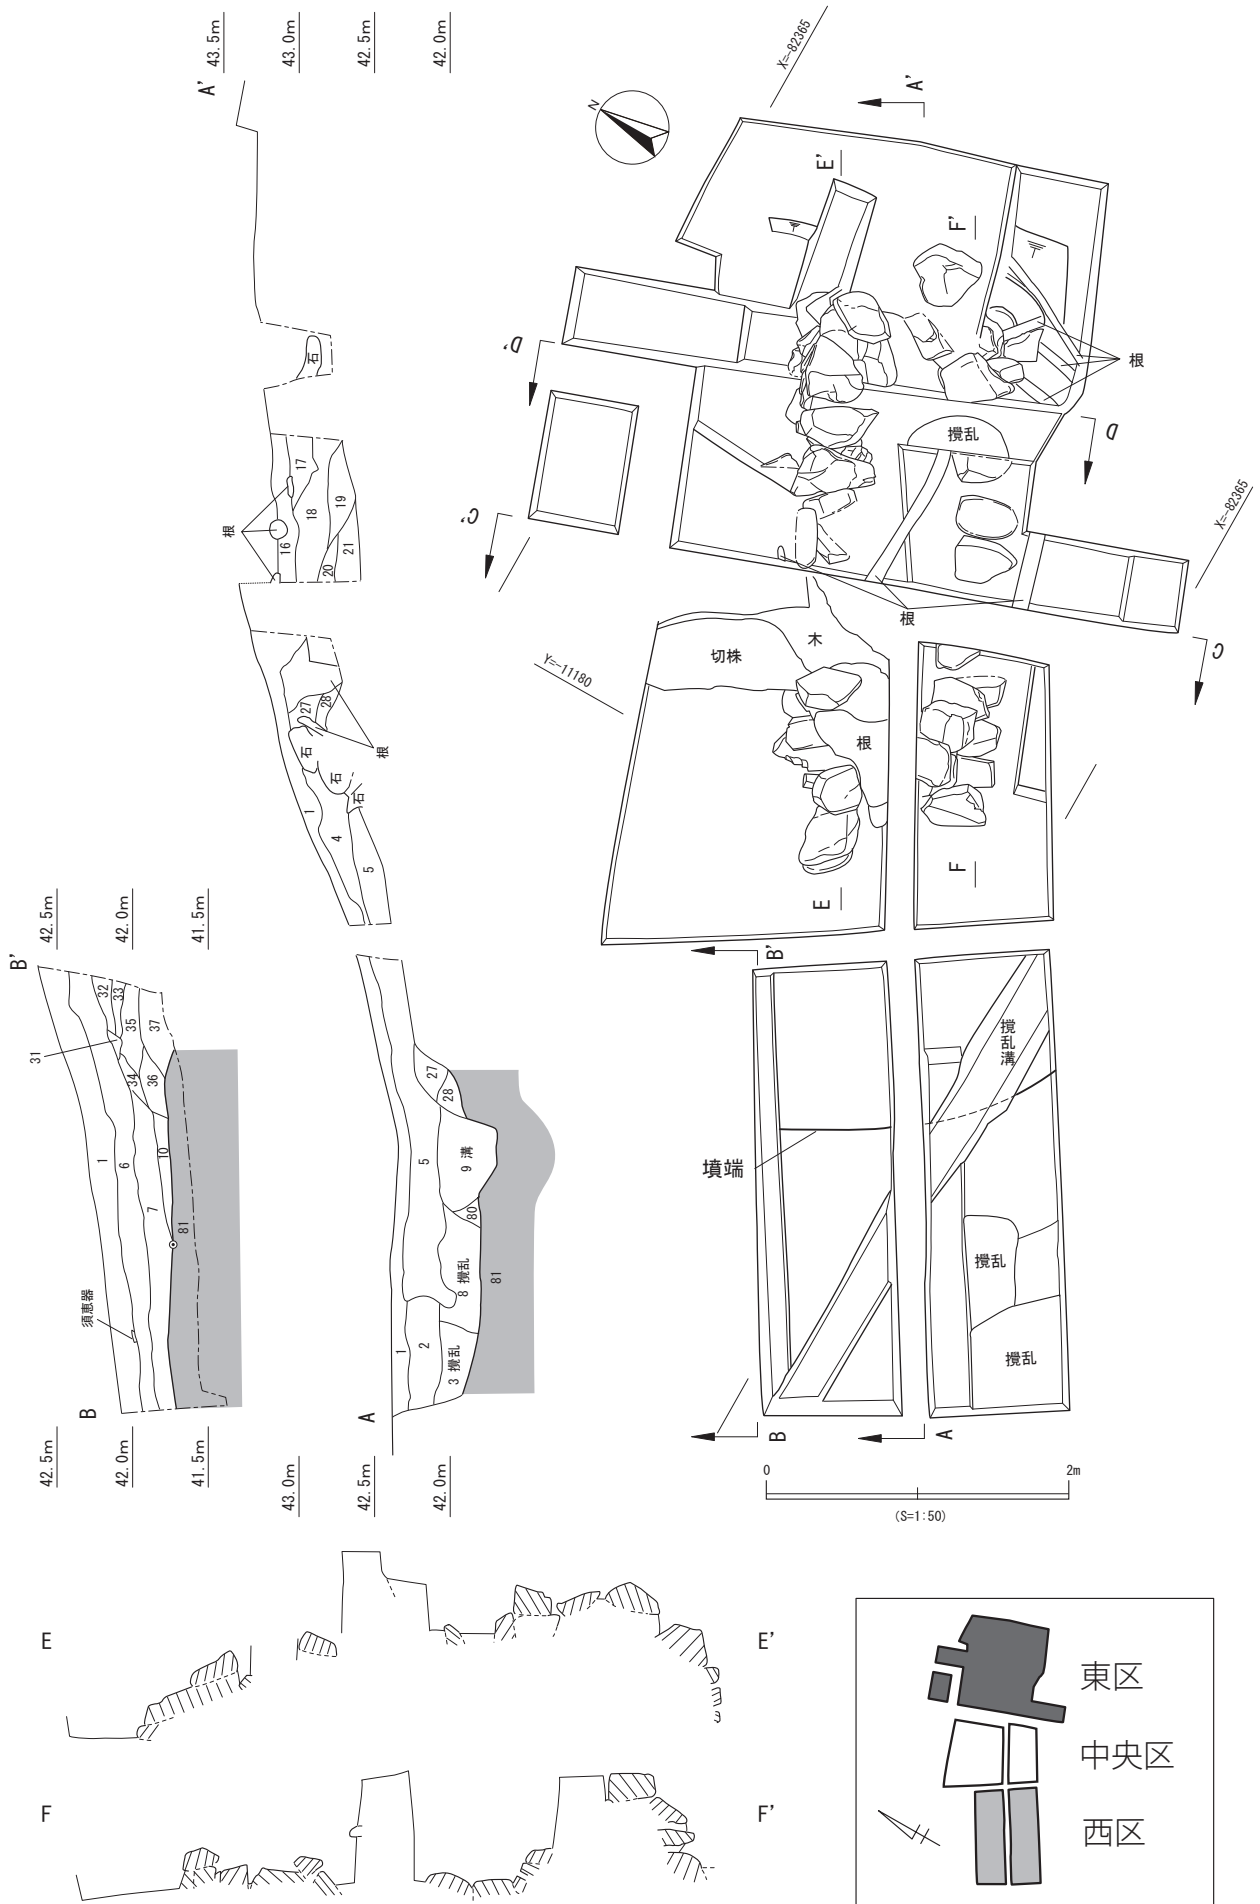 43.5m
43.0m
42.5m
42.0m
A'
石
17
18
19
根
16
20
21
27
28
石
石
石
根
1
4
5
N
X=-82365
A'
E'
F'
根
D'
攪乱
D
C'
X=-82365
根
C
木
切株
Y=-11180
根
E
F
42.5m
42.0m
41.5m
B'
32
33
35
37
31
34
36
1
6
10
7
81
須恵器
B
42.5m
42.0m
41.5m
27
28
5
9 溝
80
8 攪乱
81
1
2
3 攪乱
A
43.0m
42.5m
42.0m
B'
攪乱溝
墳端
攪乱
攪乱
B
A
0
2m
(S=1:50)
E
E'
F
F'
東区
中央区
西区